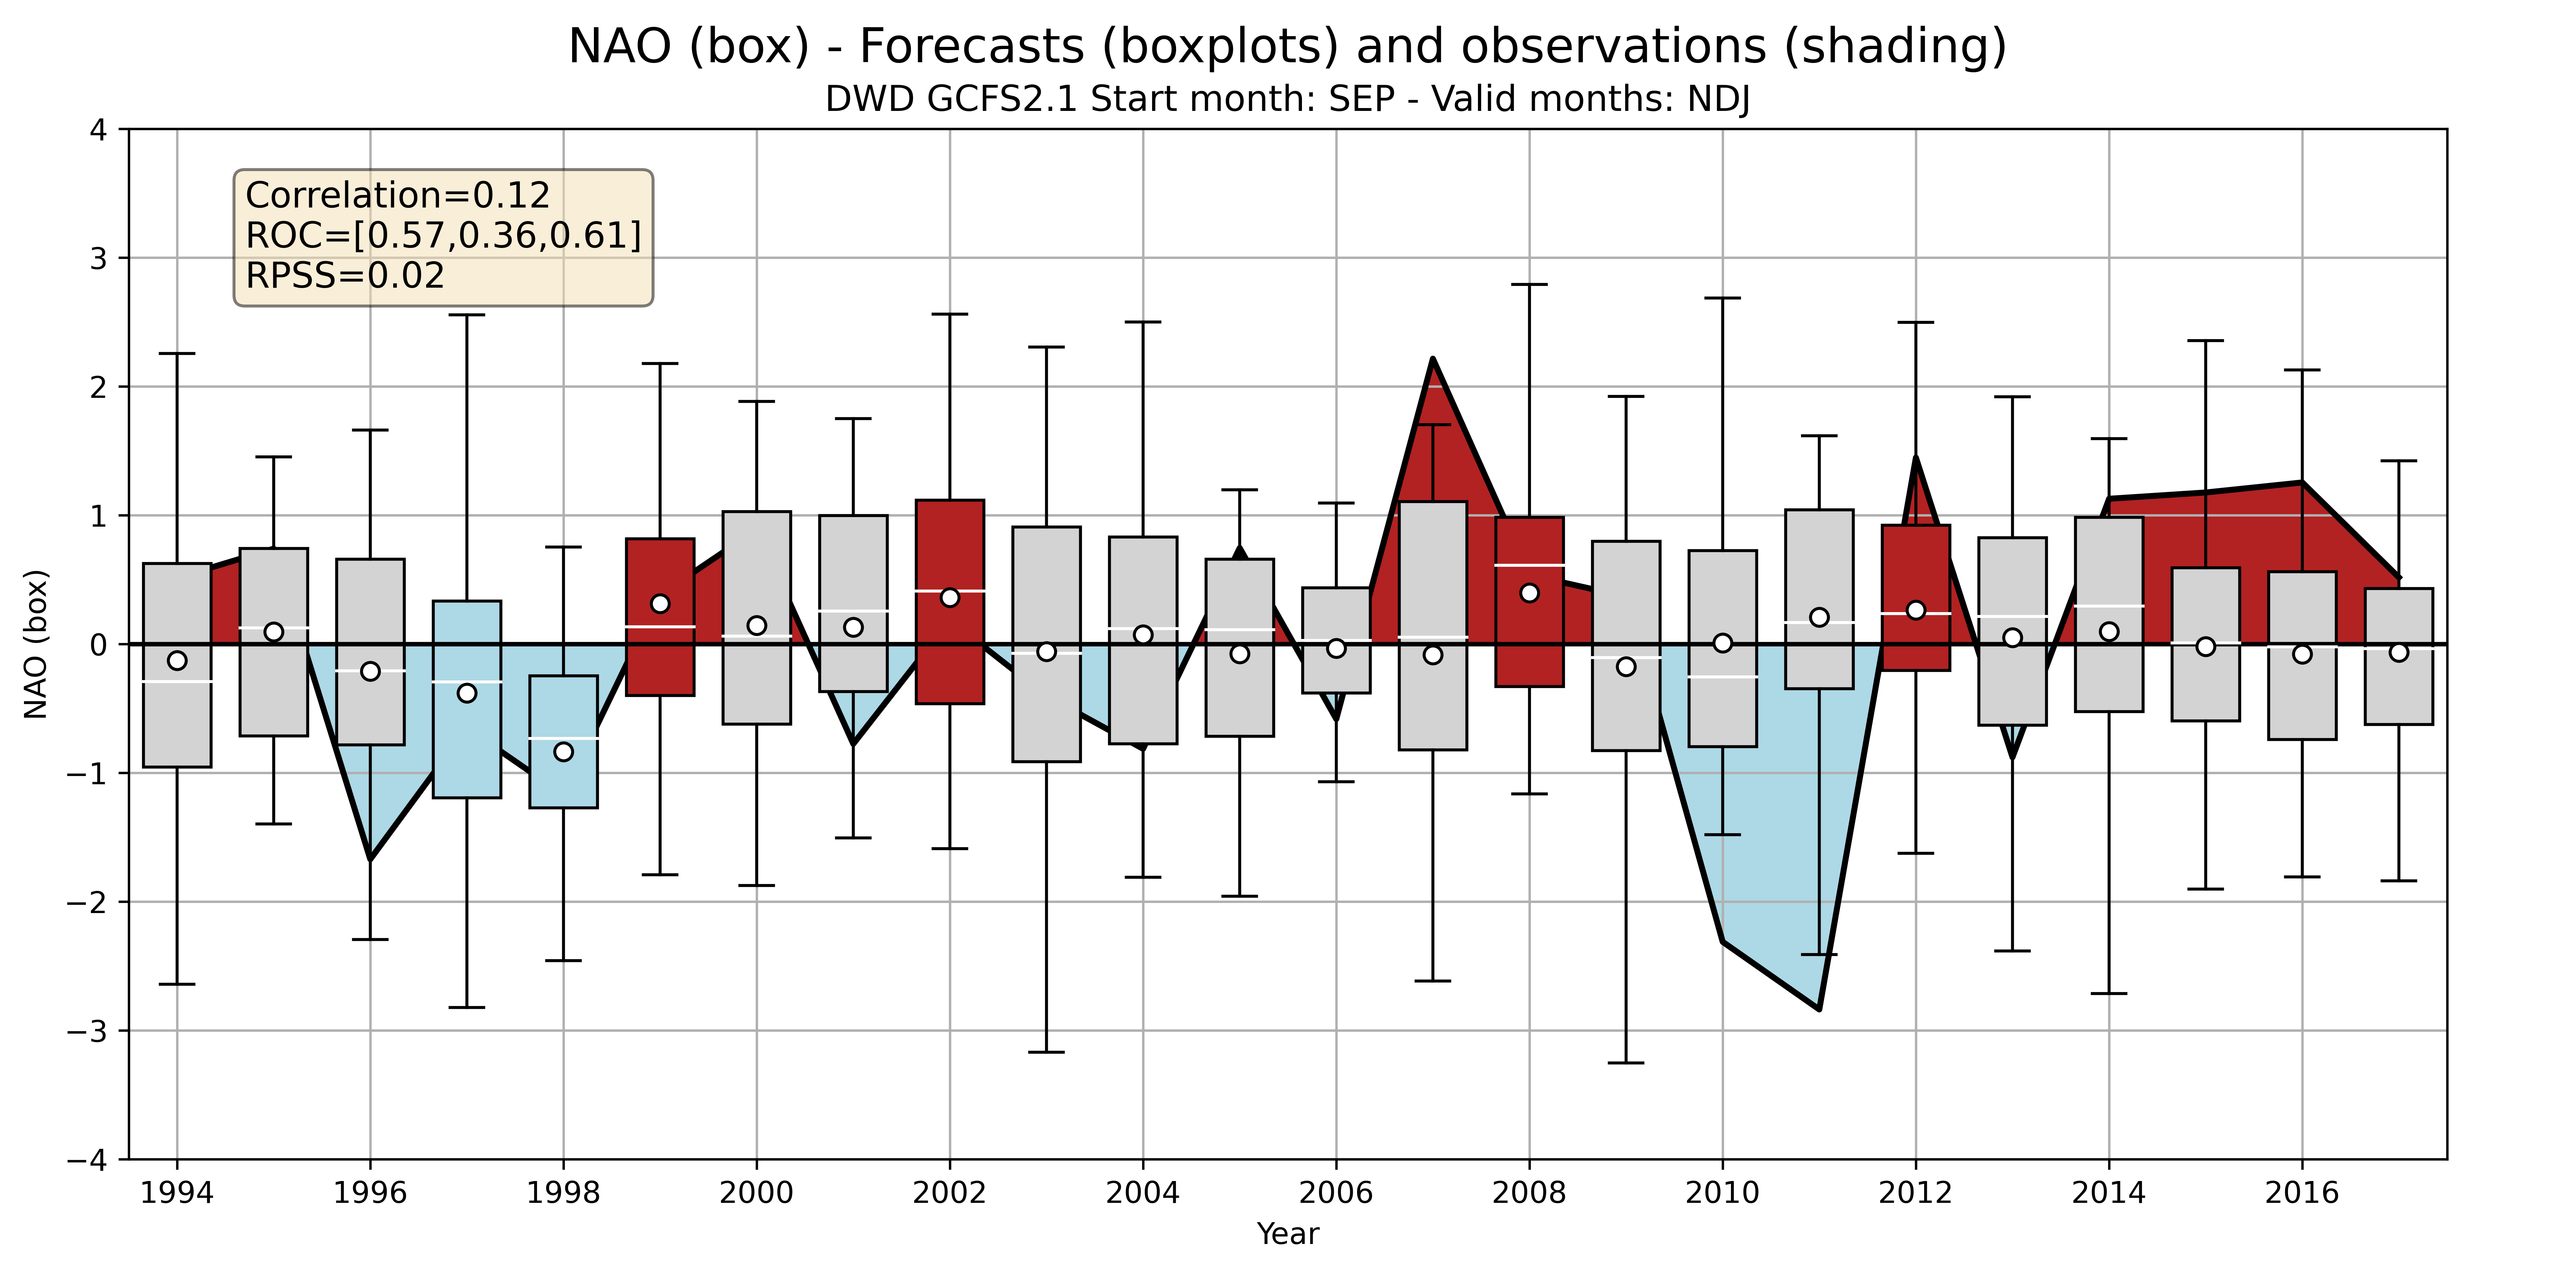 NAO (box) - Forecasts (boxplots) and observations (shading)
DWD GCFS2.1 Start month: SEP - Valid months: NDJ
Correlation=0.12
ROC=[0.57,0.36,0.61]
RPSS=0.02
NAO (box)
4
3
2
1
0
−1
−2
−3
−4
1994 1996 1998 2000 2002 2004 2006 2008 2010 2012 2014 2016
Year